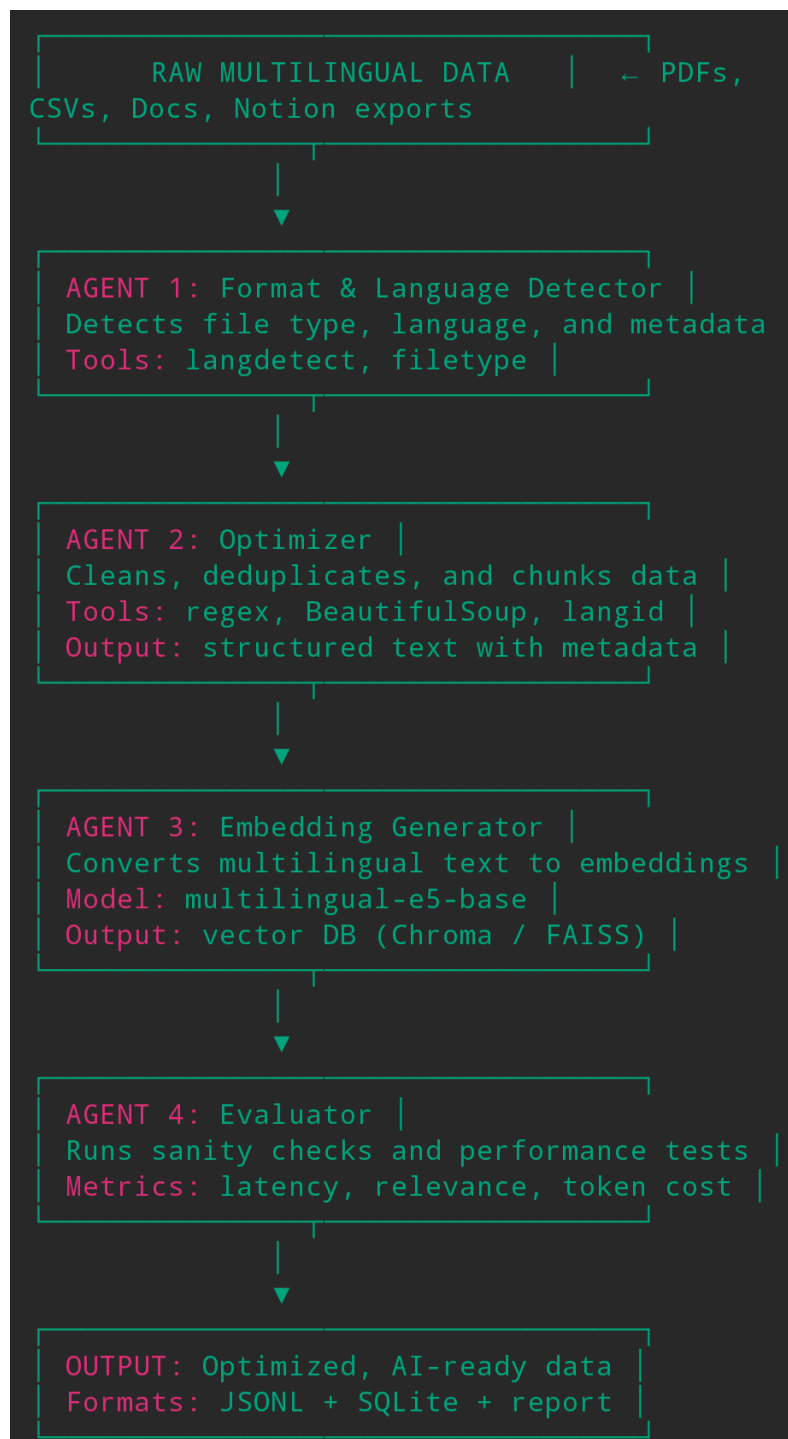 RAW MULTILINGUAL DATA ← PDFs,
CSVs, Docs, Notion exports
AGENT 1: Format & Language Detector
Detects file type, language, and metadata
Tools: langdetect, filetype
AGENT 2: Optimizer
Cleans, deduplicates, and chunks data
Tools: regex, BeautifulSoup, langid
Output: structured text with metadata
AGENT 3: Embedding Generator
Converts multilingual text to embeddings
Model: multilingual-e5-base
Output: vector DB (Chroma / FAISS)
AGENT 4: Evaluator
Runs sanity checks and performance tests
Metrics: latency, relevance, token cost
OUTPUT: Optimized, AI-ready data
Formats: JSONL + SQLite + report